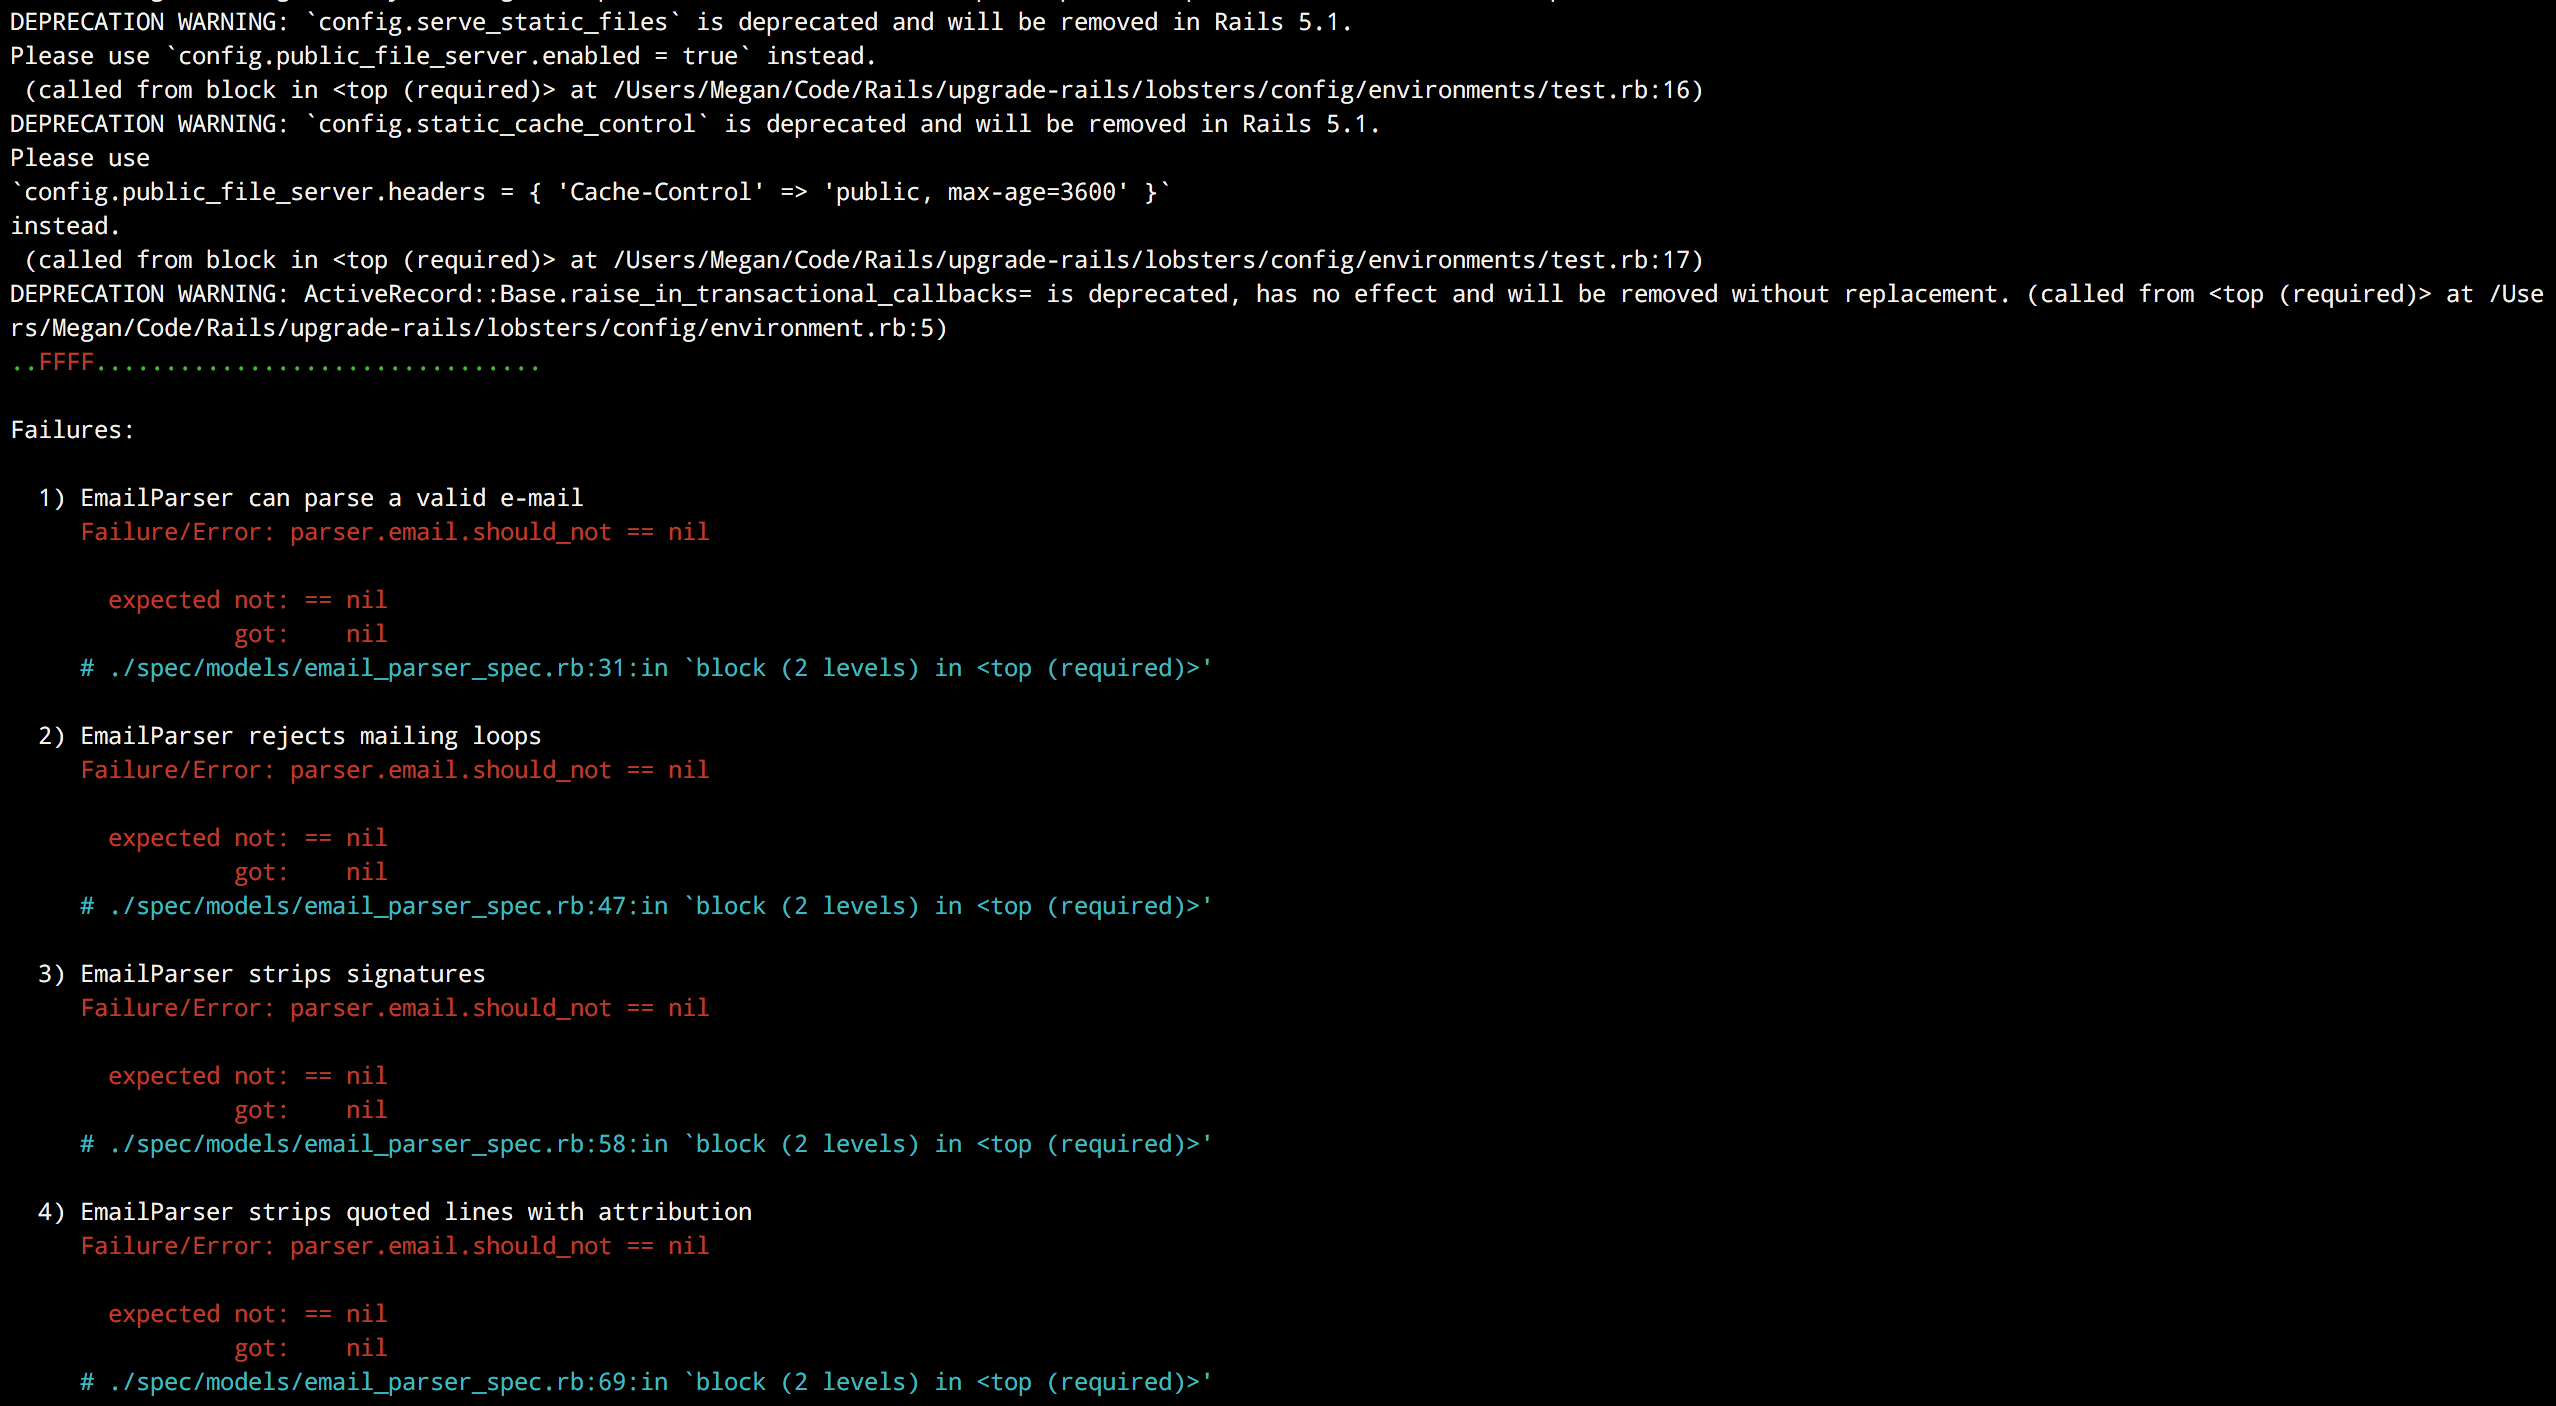 DEPRECATION WARNING: `config.serve_static_files` is deprecated and will be removed in Rails 5.1.
Please use `config.public_file_server.enabled = true` instead.
 (called from block in <top (required)> at /Users/Megan/Code/Rails/upgrade-rails/lobsters/config/environments/test.rb:16)
DEPRECATION WARNING: `config.static_cache_control` is deprecated and will be removed in Rails 5.1.
Please use
`config.public_file_server.headers = { 'Cache-Control' => 'public, max-age=3600' }`
instead.
 (called from block in <top (required)> at /Users/Megan/Code/Rails/upgrade-rails/lobsters/config/environments/test.rb:17)
DEPRECATION WARNING: ActiveRecord::Base.raise_in_transactional_callbacks= is deprecated, has no effect and will be removed without replacement. (called from <top (required)> at /Use
rs/Megan/Code/Rails/upgrade-rails/lobsters/config/environment.rb:5)
..FFFF................................
Failures:
  1) EmailParser can parse a valid e-mail
     Failure/Error: parser.email.should_not == nil
       expected not: == nil
                got:    nil
     # ./spec/models/email_parser_spec.rb:31:in `block (2 levels) in <top (required)>'
  2) EmailParser rejects mailing loops
     Failure/Error: parser.email.should_not == nil
       expected not: == nil
                got:    nil
     # ./spec/models/email_parser_spec.rb:47:in `block (2 levels) in <top (required)>'
  3) EmailParser strips signatures
     Failure/Error: parser.email.should_not == nil
       expected not: == nil
                got:    nil
     # ./spec/models/email_parser_spec.rb:58:in `block (2 levels) in <top (required)>'
  4) EmailParser strips quoted lines with attribution
     Failure/Error: parser.email.should_not == nil
       expected not: == nil
                got:    nil
     # ./spec/models/email_parser_spec.rb:69:in `block (2 levels) in <top (required)>'